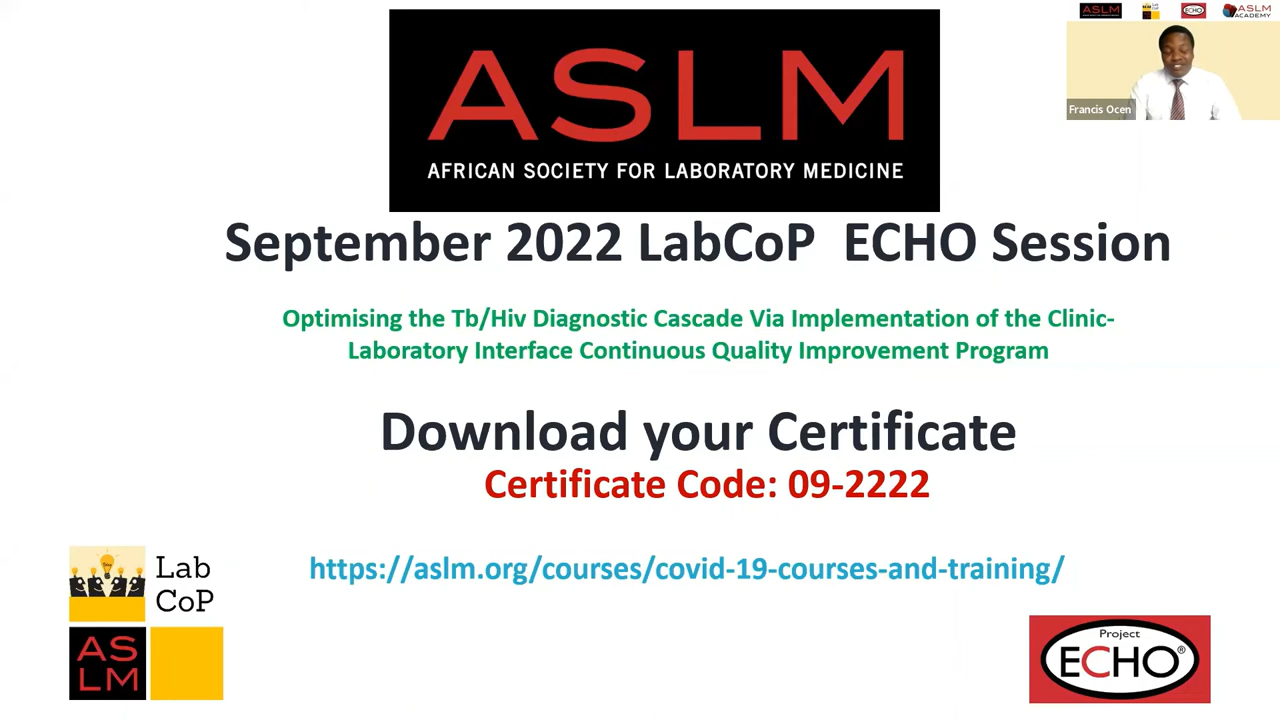 ASLM
AFRICAN SOCIETY FOR LABORATORY MEDICINE
ASLM
Lab
CoP
ECHO
ASLM
ACADEMY
Francis Ocen
September 2022 LabCoP ECHO Session
Optimising the Tb/Hiv Diagnostic Cascade Via Implementation of the Clinic-
Laboratory Interface Continuous Quality Improvement Program
Download your Certificate
Certificate Code: 09-2222
https://aslm.org/courses/covid-19-courses-and-training/
Lab
CoP
AS
LM
Project
ECHO®